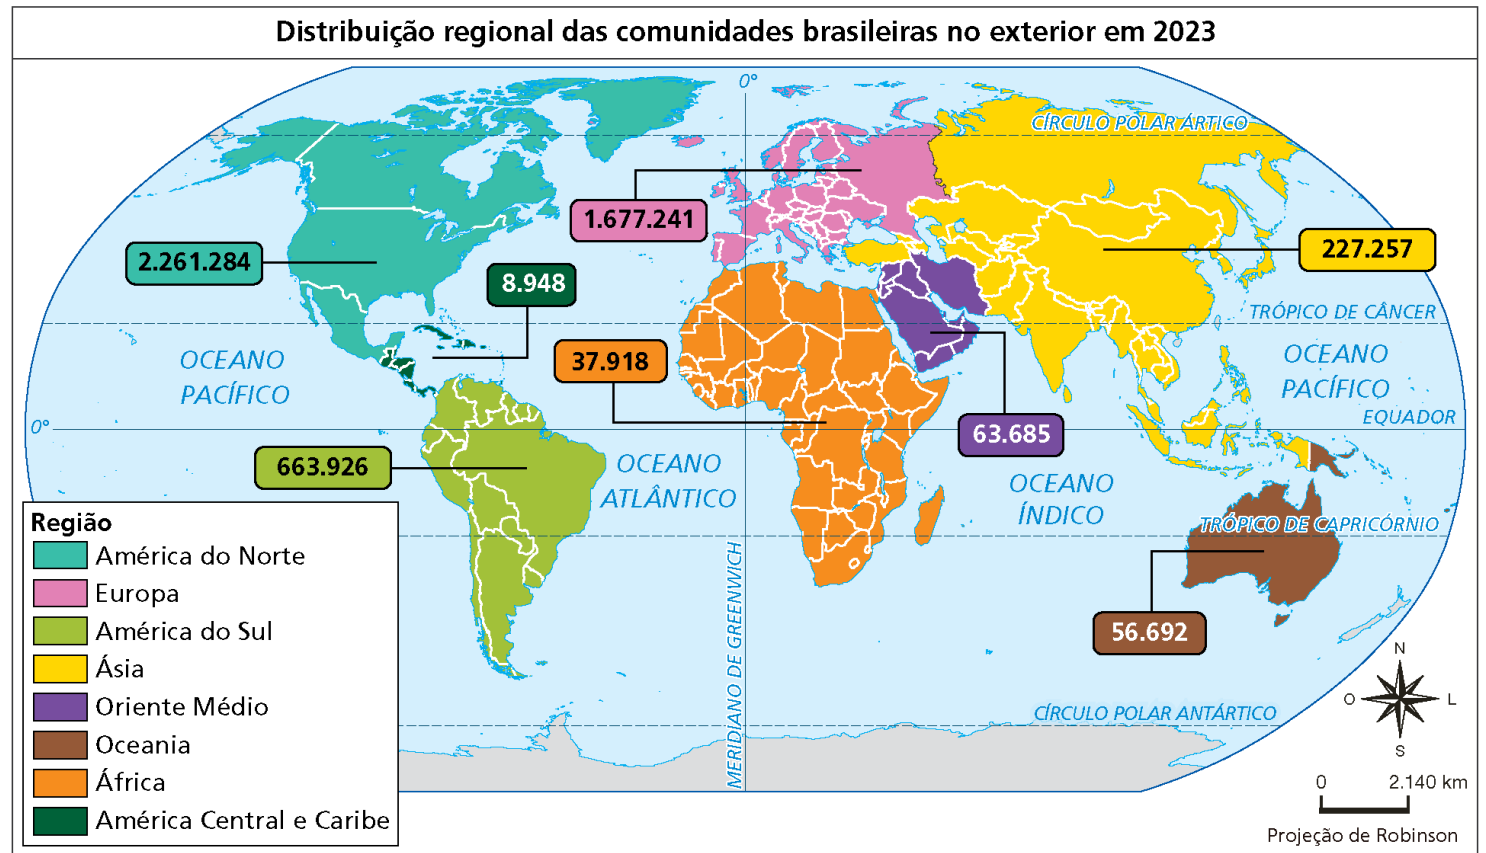 Distribuição regional das comunidades brasileiras no exterior em 2023
0°
CÍRCULO POLAR ÁRTICO
1.677.241
2.261.284
8.948
227.257
TRÓPICO DE CÂNCER
OCEANO
PACÍFICO
37.918
OCEANO
PACÍFICO
EQUADOR
0°
63.685
663.926
OCEANO
ATLÂNTICO
OCEANO
ÍNDICO
TRÓPICO DE CAPRICÓRNIO
MERIDIANO DE GREENWICH
56.692
CÍRCULO POLAR ANTÁRTICO
Região
América do Norte
Europa
América do Sul
Ásia
Oriente Médio
Oceania
África
América Central e Caribe
N
O
L
S
0 2.140 km
Projeção de Robinson